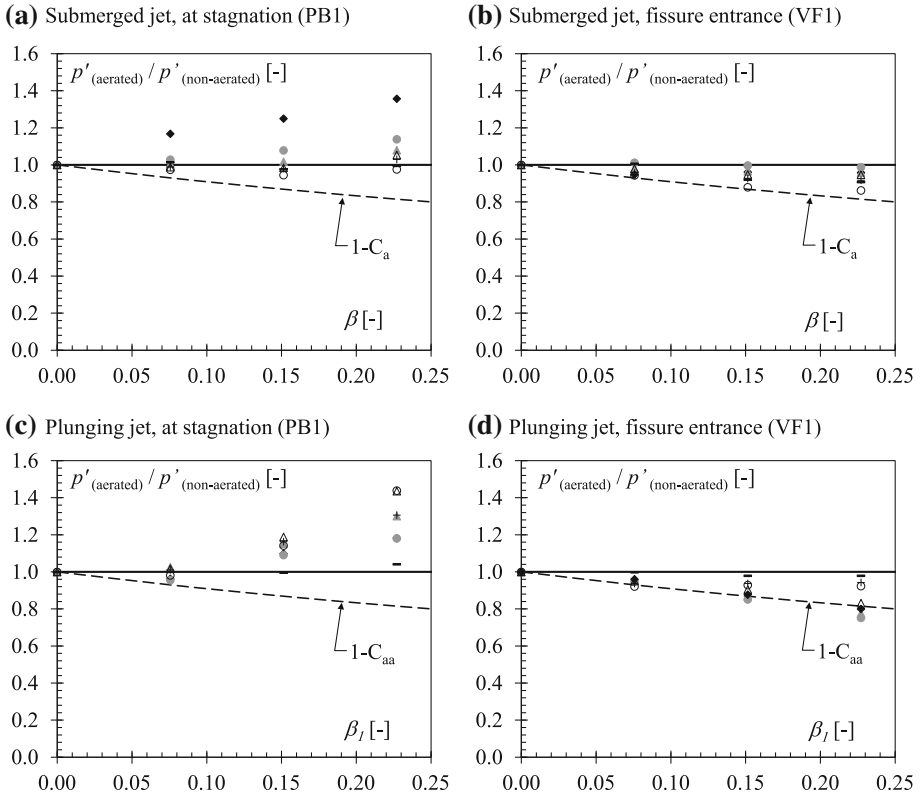 (a) Submerged jet, at stagnation (PB1)
1.6
p'(aerated) / p’(non-aerated) [-]
1.4
1.2
1.0
0.8
1-Ca
0.6
0.4
β [-]
0.2
0.0
0.00 0.05 0.10 0.15 0.20 0.25
(b) Submerged jet, fissure entrance (VF1)
1.6
p'(aerated) / p’(non-aerated) [-]
1.4
1.2
1.0
0.8
1-Ca
0.6
0.4
β [-]
0.2
0.0
0.00 0.05 0.10 0.15 0.20 0.25
(c) Plunging jet, at stagnation (PB1)
1.6
p'(aerated) / p’(non-aerated) [-]
1.4
1.2
1.0
0.8
1-Caa
0.6
0.4
0.2
βI [-]
0.0
0.00 0.05 0.10 0.15 0.20 0.25
(d) Plunging jet, fissure entrance (VF1)
1.6
p'(aerated) / p’(non-aerated) [-]
1.4
1.2
1.0
0.8
1-Caa
0.6
0.4
0.2
βI [-]
0.0
0.00 0.05 0.10 0.15 0.20 0.25